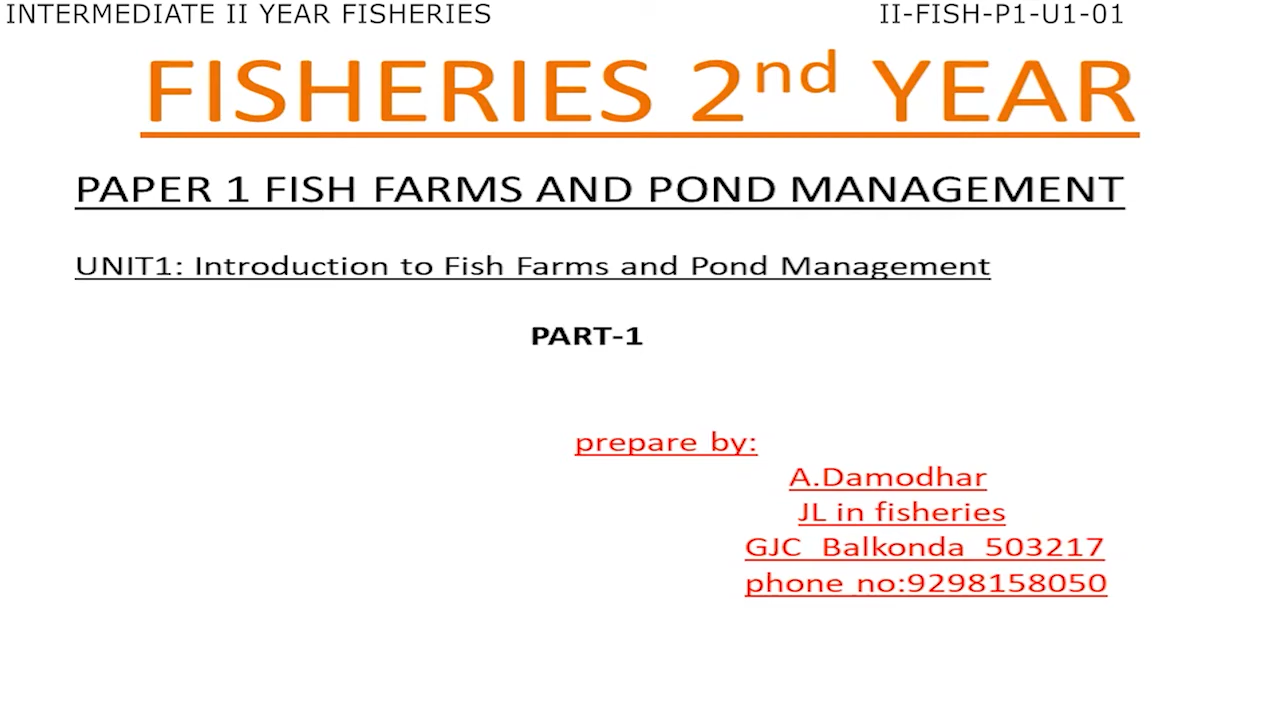 INTERMEDIATE II YEAR FISHERIES II-FISH-P1-U1-01
FISHERIES 2nd YEAR
PAPER 1 FISH FARMS AND POND MANAGEMENT
UNIT1: Introduction to Fish Farms and Pond Management
PART-1
prepare by:
A.Damodhar
JL in fisheries
GJC Balkonda 503217
phone no:9298158050